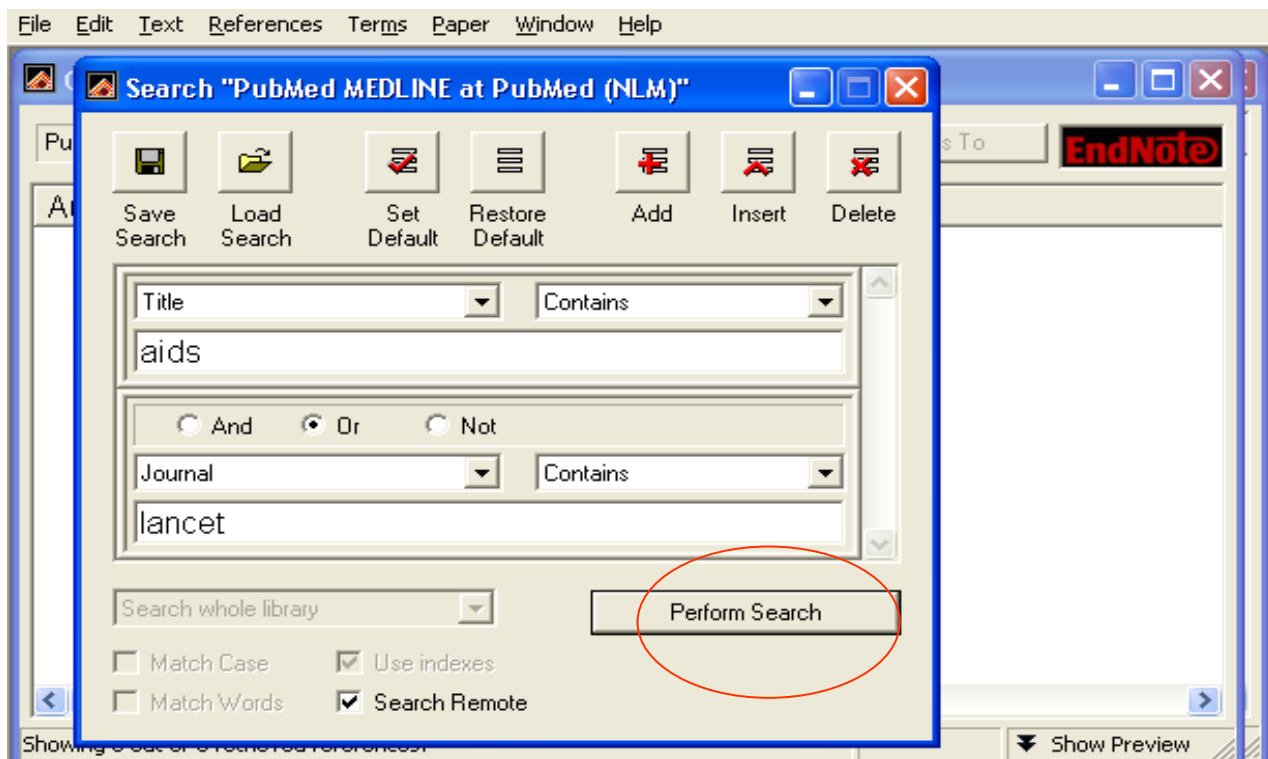 File Edit Text References Terms Paper Window Help
Search "PubMed MEDLINE at PubMed (NLM)"
Pu
s To
EndNote
Save Search
Load Search
Set Default
Restore Default
Add
Insert
Delete
Title Contains
aids
And Or Not
Journal Contains
lancet
Search whole library
Perform Search
Match Case Use indexes
Match Words Search Remote
Show Preview